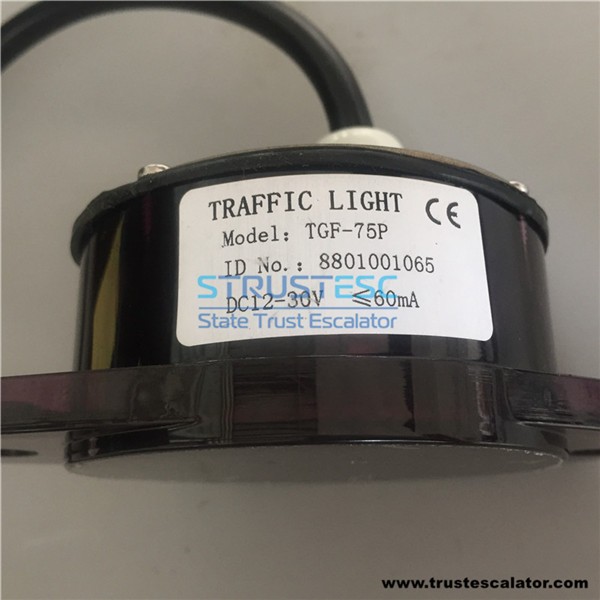 TRAFFIC LIGHT CE
Model: TGF-75P
ID No.: 8801001065
STRUSTESC
DC12-30V ≤60mA
State Trust Escalator
www.trustescalator.com